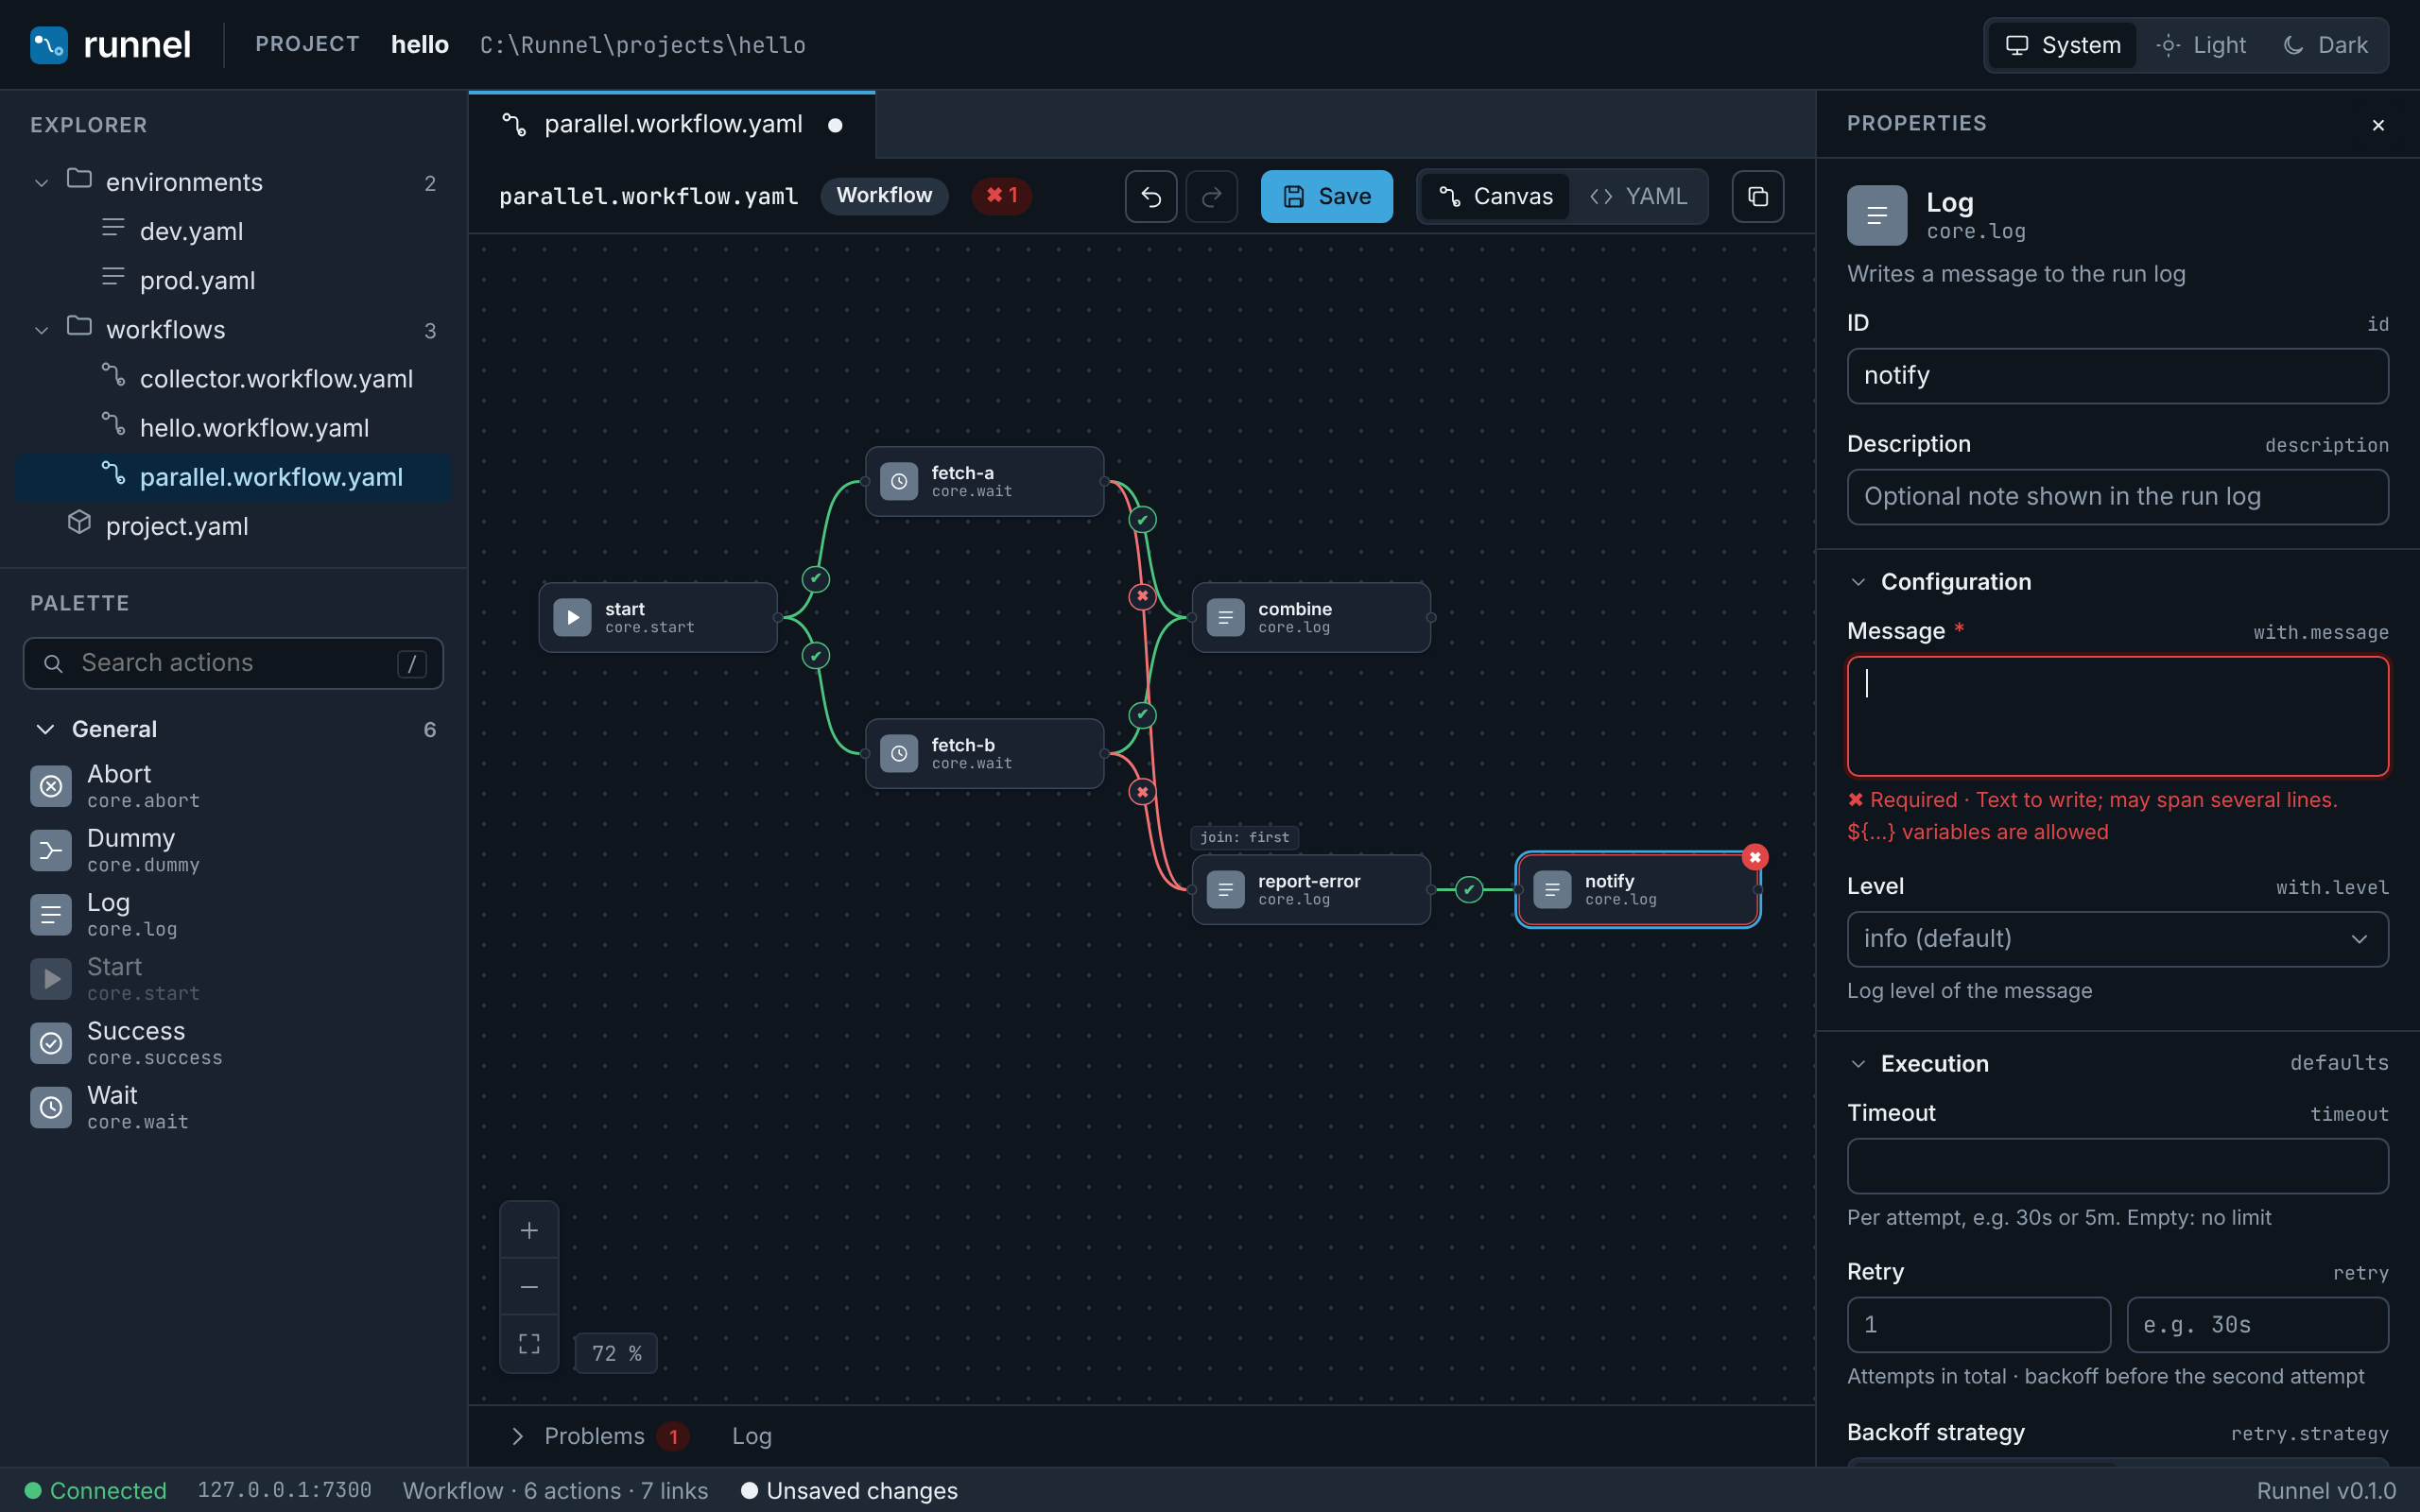 runnel PROJECT hello C:\Runnel\projects\hello System Light Dark
EXPLORER
environments 2
dev.yaml
prod.yaml
workflows 3
collector.workflow.yaml
hello.workflow.yaml
parallel.workflow.yaml
project.yaml
PALETTE
Search actions /
General 6
Abort
core.abort
Dummy
core.dummy
Log
core.log
Start
core.start
Success
core.success
Wait
core.wait
parallel.workflow.yaml
parallel.workflow.yaml Workflow ✖ 1 Save Canvas YAML
fetch-a
core.wait
start
core.start
combine
core.log
fetch-b
core.wait
join: first
report-error
core.log
notify
core.log
72 %
Problems 1 Log
PROPERTIES
Log
core.log
Writes a message to the run log
ID id
notify
Description description
Optional note shown in the run log
Configuration
Message * with.message
✖ Required · Text to write; may span several lines.
${...} variables are allowed
Level with.level
info (default)
Log level of the message
Execution defaults
Timeout timeout
Per attempt, e.g. 30s or 5m. Empty: no limit
Retry retry
1 e.g. 30s
Attempts in total · backoff before the second attempt
Backoff strategy retry.strategy
Connected 127.0.0.1:7300 Workflow · 6 actions · 7 links Unsaved changes Runnel v0.1.0